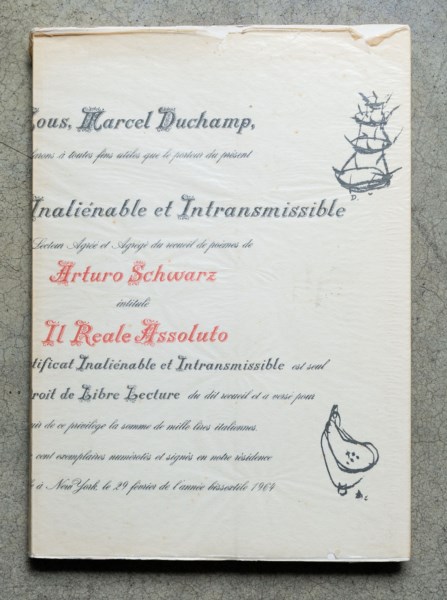 Nous, Marcel Duchamp,
à toutes fins utiles que le porteur du présent
Inaliénable et Intransmissible
Lecteur Agréé et Agrégé du recueil de poèmes de
Arturo Schwarz
intitulé
Il Reale Assoluto
tificat Inaliénable et Intransmissible est seul
roit de Libre Lecture du dit recueil et a versé pour
de ce privilège la somme de mille lires italiennes.
cent exemplaires numérotés et signés en notre résidence
à New York le 29 février de l'année bissextile 1964